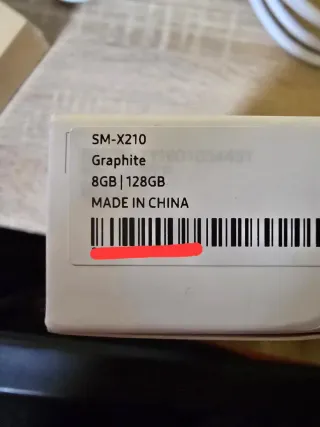 SM-X210
Graphite
8GB | 128GB
MADE IN CHINA